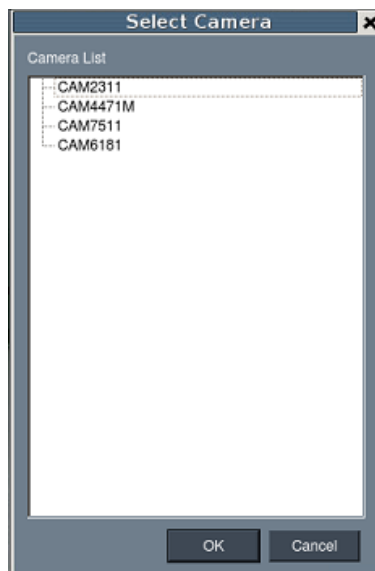 Select Camera
Camera List
CAM2311
CAM4471M
CAM7511
CAM6181
OK
Cancel